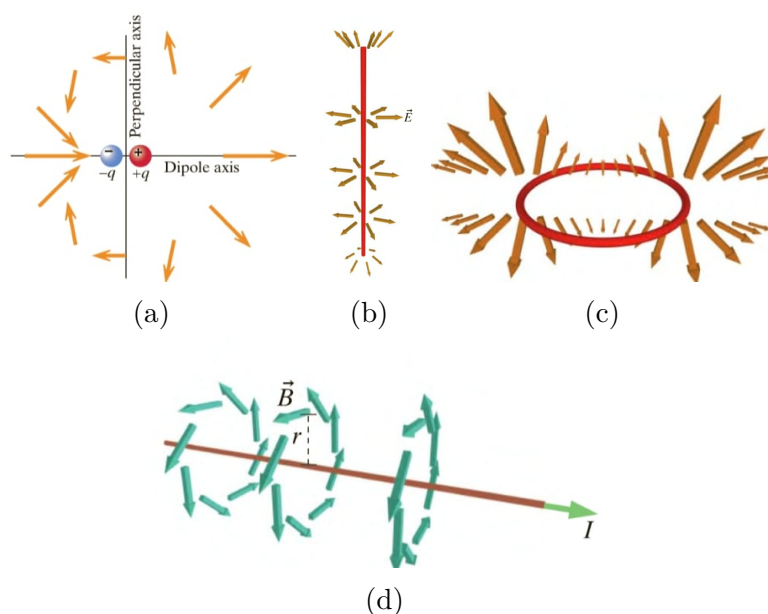 Perpendicular axis
− +
−q +q
Dipole axis
E⃗
(a) (b) (c)
B⃗
r
I
(d)